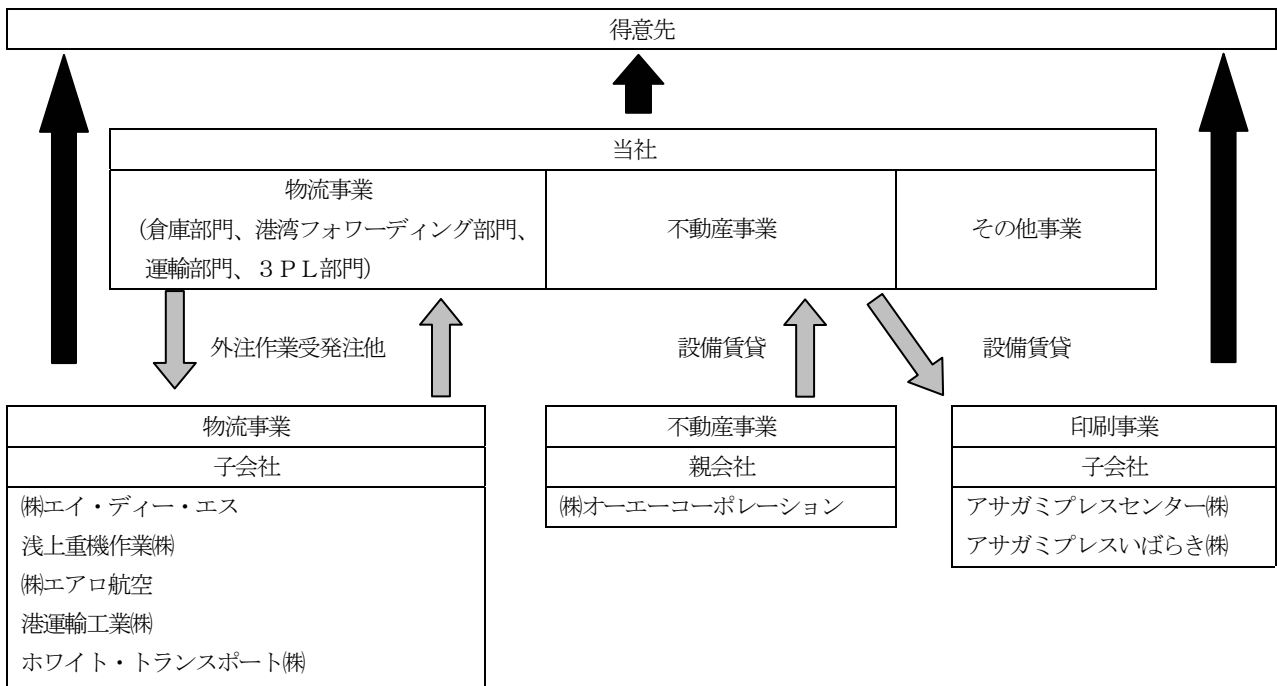 得意先
当社
物流事業
(倉庫部門、港湾フォワーディング部門、
運輸部門、３ＰＬ部門)
不動産事業
その他事業
外注作業受発注他
設備賃貸
設備賃貸
物流事業
子会社
㈱エイ・ディー・エス
浅上重機作業㈱
㈱エアロ航空
港運輸工業㈱
ホワイト・トランスポート㈱
不動産事業
親会社
㈱オーエーコーポレーション
印刷事業
子会社
アサガミプレスセンター㈱
アサガミプレスいばらき㈱